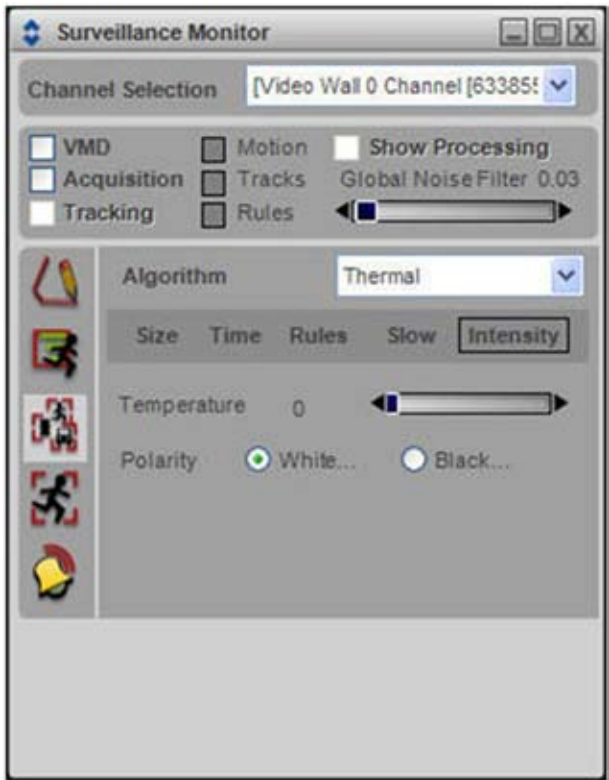 Surveillance Monitor
Channel Selection [Video Wall 0 Channel [633855
VMD Motion Show Processing
Acquisition Tracks Global Noise Filter 0.03
Tracking Rules
Algorithm Thermal
Size Time Rules Slow Intensity
Temperature 0
Polarity White... Black...